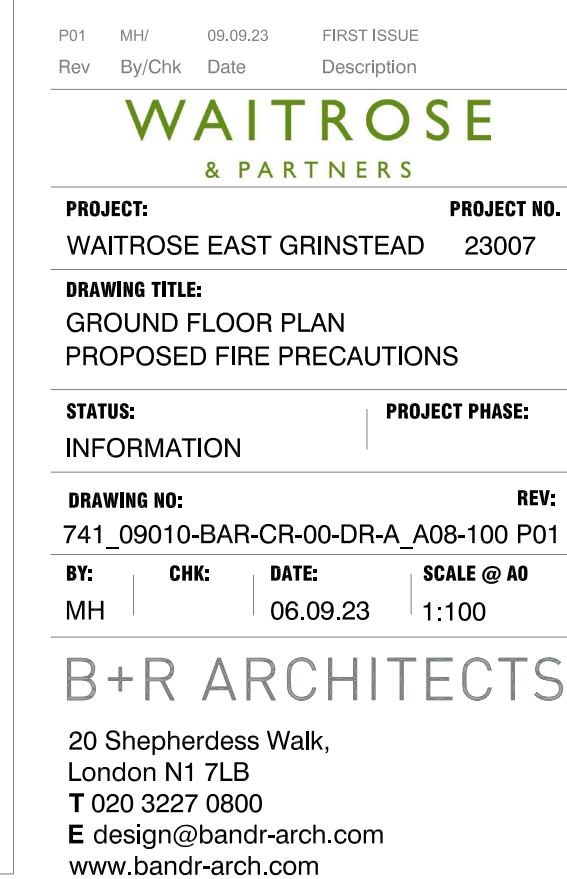 P01 MH/ 09.09.23 FIRST ISSUE
Rev By/Chk Date Description
WAITROSE
& PARTNERS
PROJECT: PROJECT NO.
WAITROSE EAST GRINSTEAD 23007
DRAWING TITLE:
GROUND FLOOR PLAN
PROPOSED FIRE PRECAUTIONS
STATUS: PROJECT PHASE:
INFORMATION
DRAWING NO: REV:
741_09010-BAR-CR-00-DR-A_A08-100 P01
BY: CHK: DATE: SCALE @ A0
MH 06.09.23 1:100
B+R ARCHITECTS
20 Shepherdess Walk,
London N1 7LB
T 020 3227 0800
E design@bandr-arch.com
www.bandr-arch.com